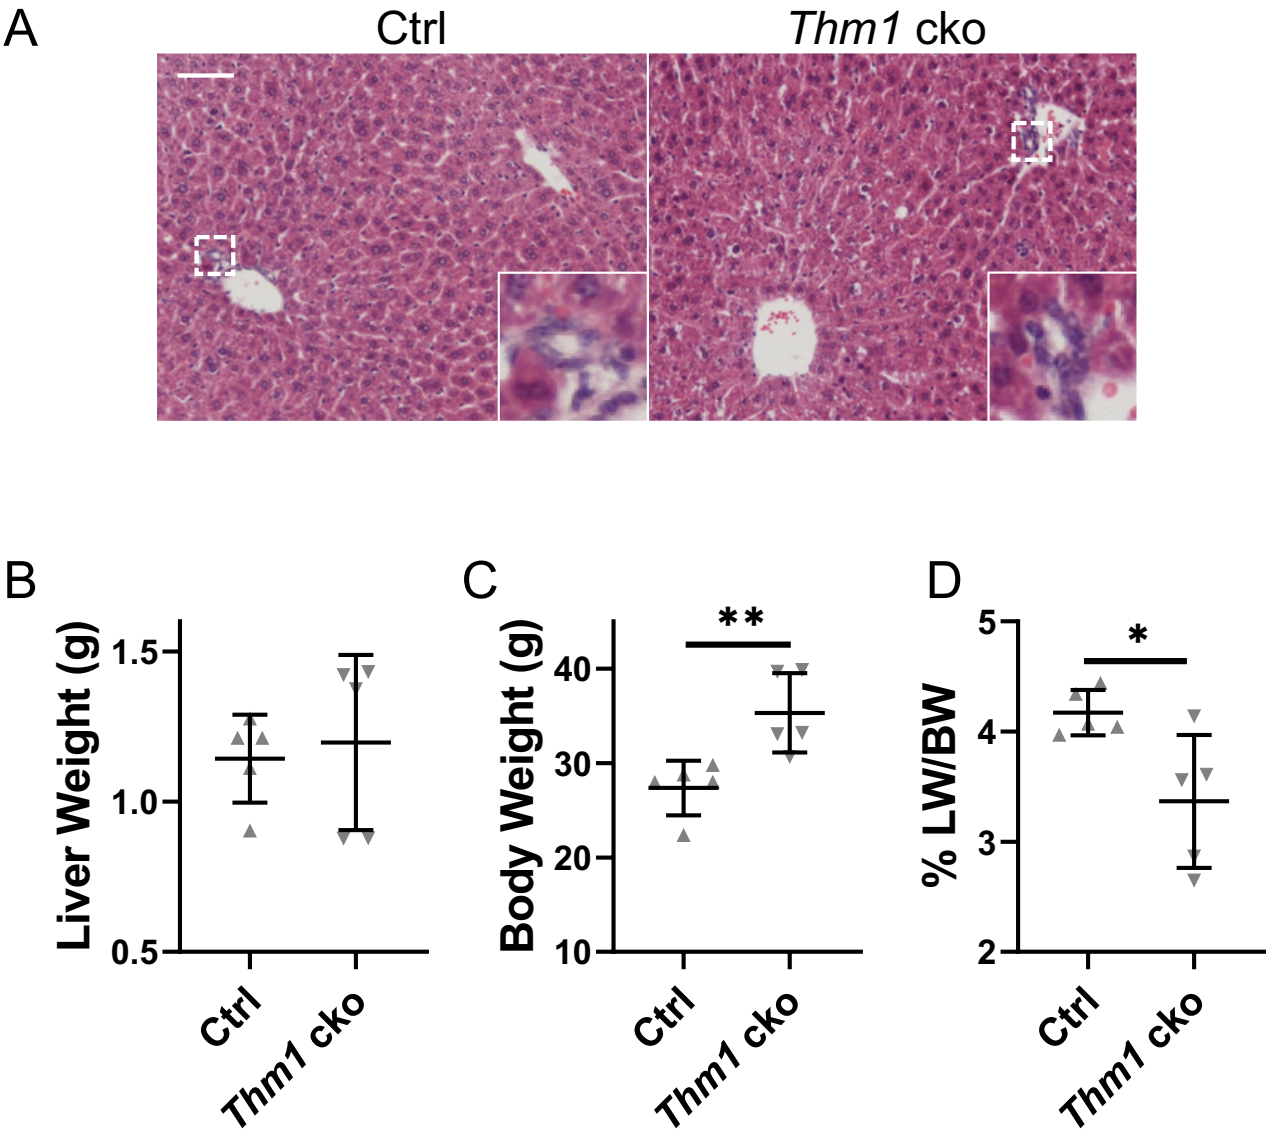 A
Ctrl
Thm1 cko
B
Liver Weight (g)
1.5
1.0
0.5
Ctrl
Thm1 cko
C
Body Weight (g)
40
30
20
10
**
Ctrl
Thm1 cko
D
% LW/BW
5
4
3
2
*
Ctrl
Thm1 cko